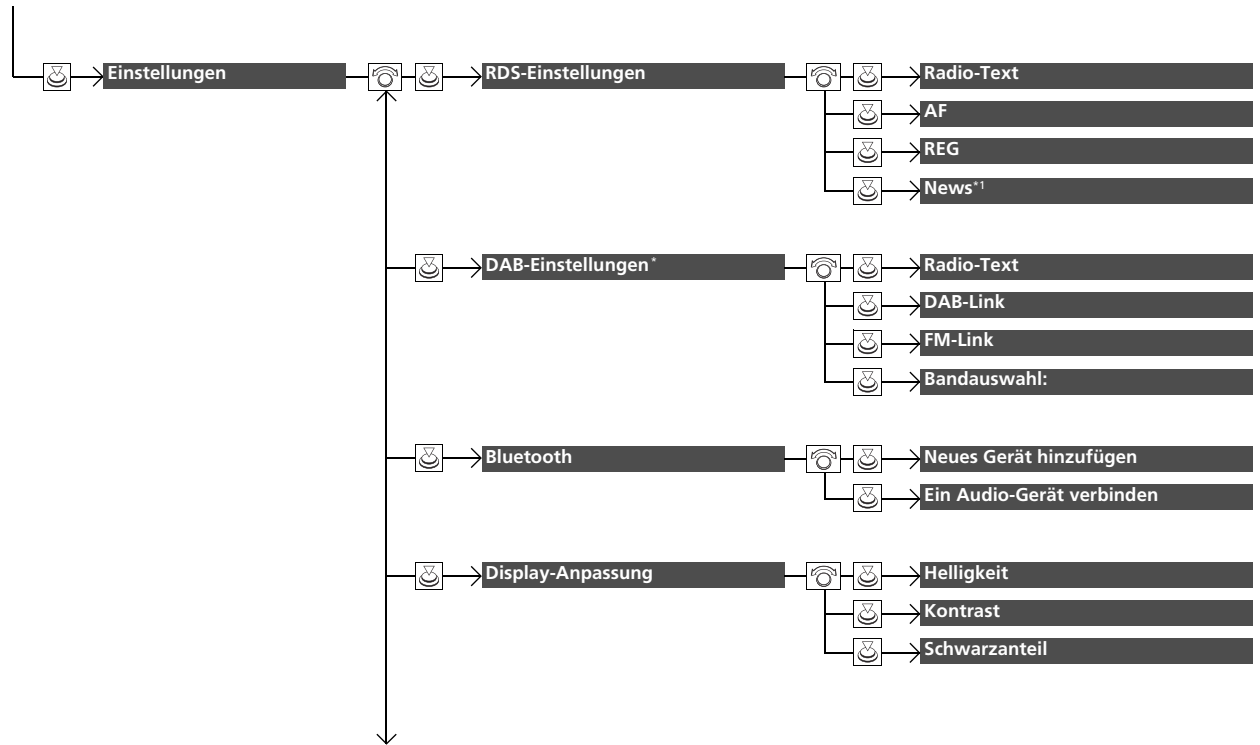 Einstellungen
RDS-Einstellungen
Radio-Text
AF
REG
News*1
DAB-Einstellungen*
Radio-Text
DAB-Link
FM-Link
Bandauswahl:
Bluetooth
Neues Gerät hinzufügen
Ein Audio-Gerät verbinden
Display-Anpassung
Helligkeit
Kontrast
Schwarzanteil